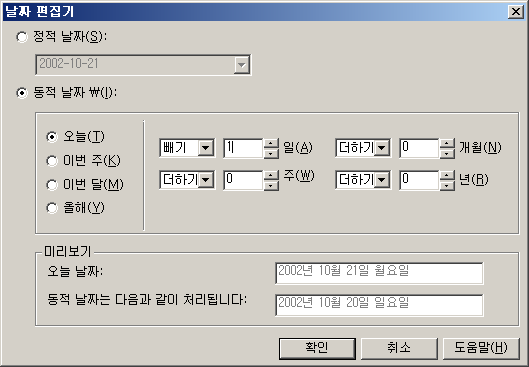 날짜 편집기
정적 날짜(S):
2002-10-21
동적 날짜 ₩(I):
오늘(T)
이번 주(K)
이번 달(M)
올해(Y)
빼기 1 일(A) 더하기 0 개월(N)
더하기 0 주(W) 더하기 0 년(R)
미리보기
오늘 날짜: 2002년 10월 21일 월요일
동적 날짜는 다음과 같이 처리됩니다: 2002년 10월 20일 일요일
확인 취소 도움말(H)